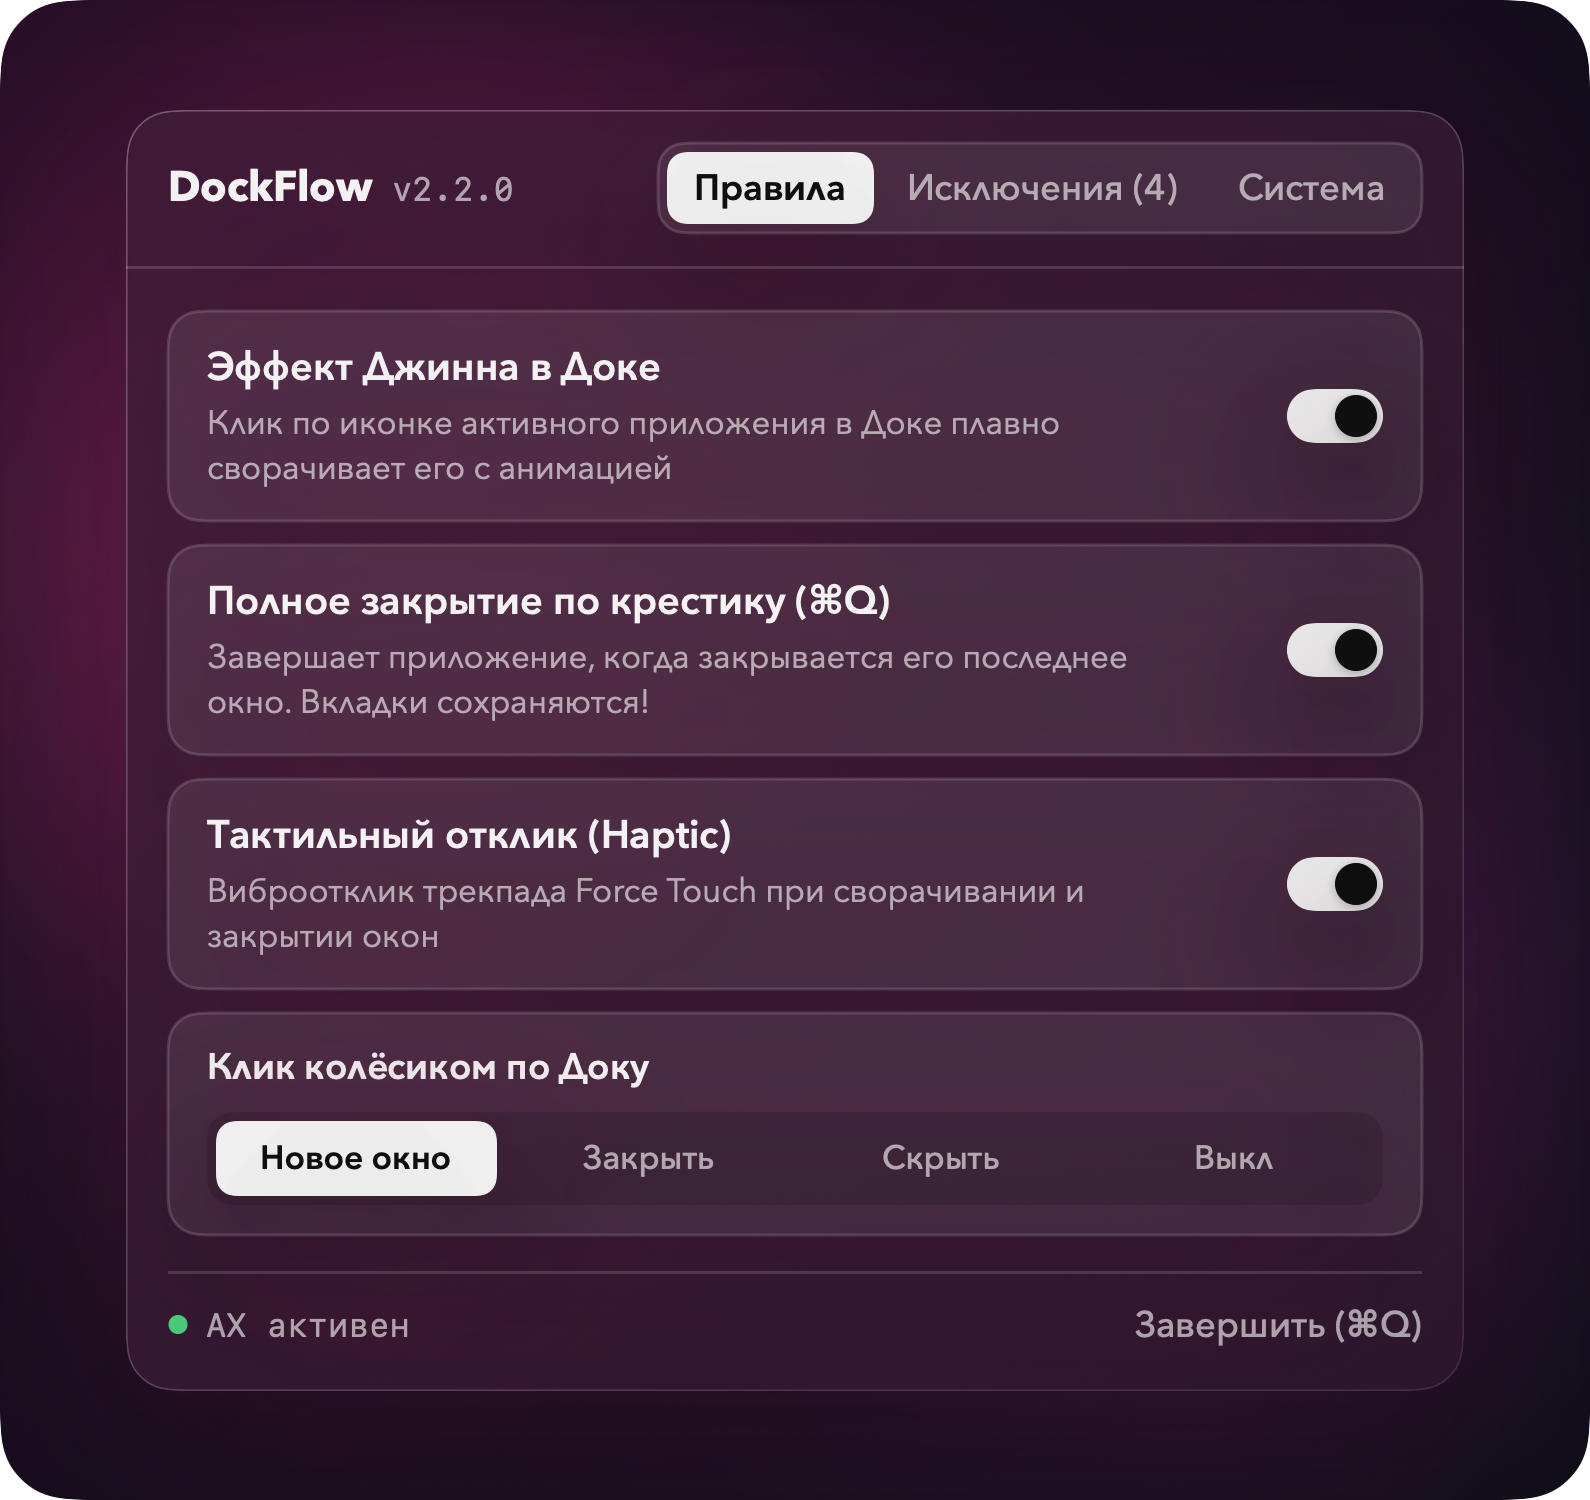 DockFlow v2.2.0
Правила Исключения (4) Система
Эффект Джинна в Доке
Клик по иконке активного приложения в Доке плавно
сворачивает его с анимацией
Полное закрытие по крестику (⌘Q)
Завершает приложение, когда закрывается его последнее
окно. Вкладки сохраняются!
Тактильный отклик (Haptic)
Виброотклик трекпада Force Touch при сворачивании и
закрытии окон
Клик колёсиком по Доку
Новое окно Закрыть Скрыть Выкл
AX активен Завершить (⌘Q)